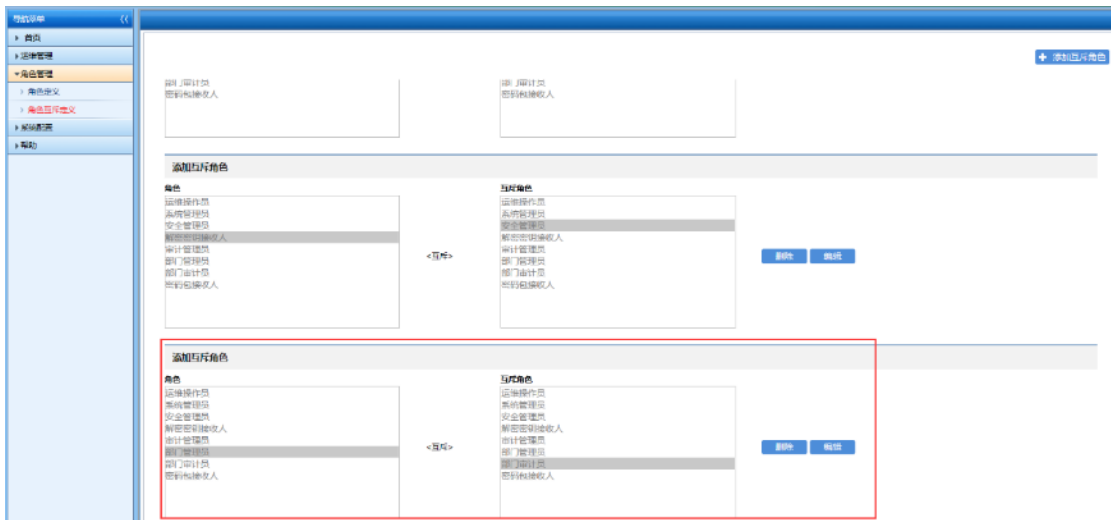 导航菜单
首页
运维管理
角色管理
角色定义
角色互斥定义
系统配置
帮助
+ 添加互斥角色
部门审计员 部门审计员
密码包接收人 密码包接收人
添加互斥角色
角色 互斥角色
运维操作员 运维操作员
系统管理员 系统管理员
安全管理员 安全管理员
解密密钥接收人 解密密钥接收人
审计管理员 审计管理员
部门管理员 <互斥> 部门管理员 删除 编辑
部门审计员 部门审计员
密码包接收人 密码包接收人
添加互斥角色
角色 互斥角色
运维操作员 运维操作员
系统管理员 系统管理员
安全管理员 安全管理员
解密密钥接收人 解密密钥接收人
审计管理员 审计管理员
部门管理员 <互斥> 部门管理员 删除 编辑
部门审计员 部门审计员
密码包接收人 密码包接收人